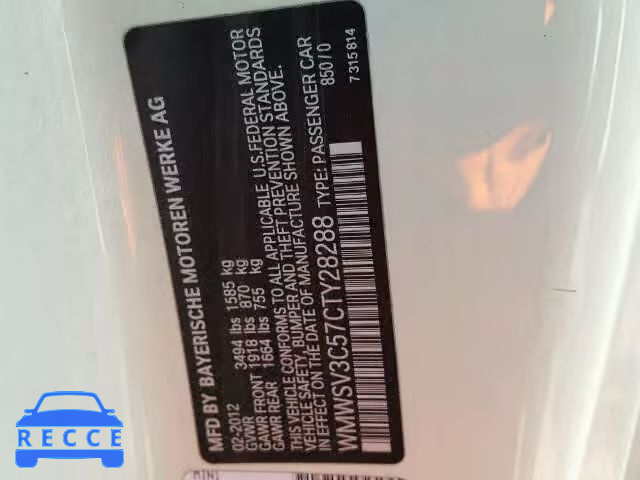 MFD BY BAYERISCHE MOTOREN WERKE AG
02-2012
GVWR 3494 lbs 1585 kg
GAWR FRONT 1918 lbs 870 kg
GAWR REAR 1664 lbs 755 kg
THIS VEHICLE CONFORMS TO ALL APPLICABLE U.S.FEDERAL MOTOR
VEHICLE SAFETY, BUMPER AND THEFT PREVENTION STANDARDS
IN EFFECT ON THE DATE OF MANUFACTURE SHOWN ABOVE.
WMWSV3C57CTY28288 TYPE: PASSENGER CAR
850/0
7315814
MINI
RECCE